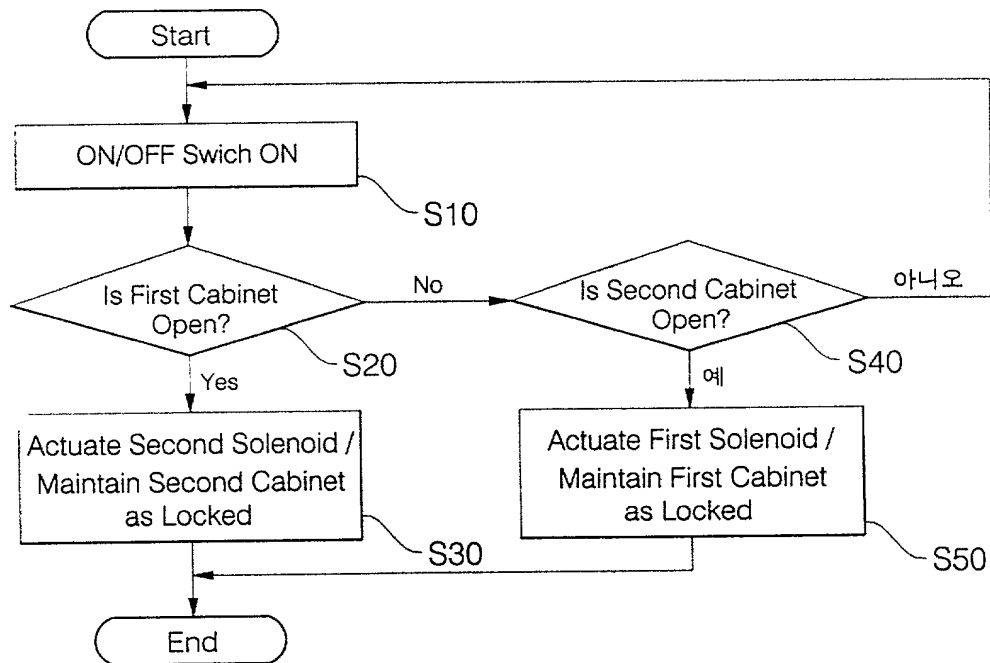 Start
ON/OFF Swich ON
S10
Is First Cabinet
Open?
S20
No
Is Second Cabinet
Open?
S40
아니오
Yes
예
Actuate Second Solenoid /
Maintain Second Cabinet
as Locked
S30
Actuate First Solenoid /
Maintain First Cabinet
as Locked
S50
End